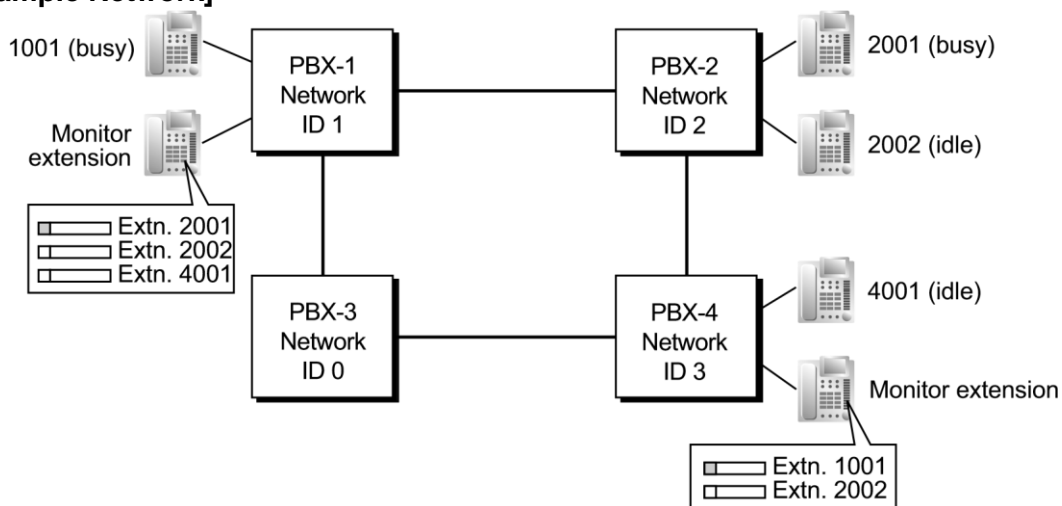 ample Network]
1001 (busy)
PBX-1
Network
ID 1
PBX-2
Network
ID 2
2001 (busy)
Monitor
extension
2002 (idle)
Extn. 2001
Extn. 2002
Extn. 4001
PBX-3
Network
ID 0
PBX-4
Network
ID 3
4001 (idle)
Monitor extension
Extn. 1001
Extn. 2002